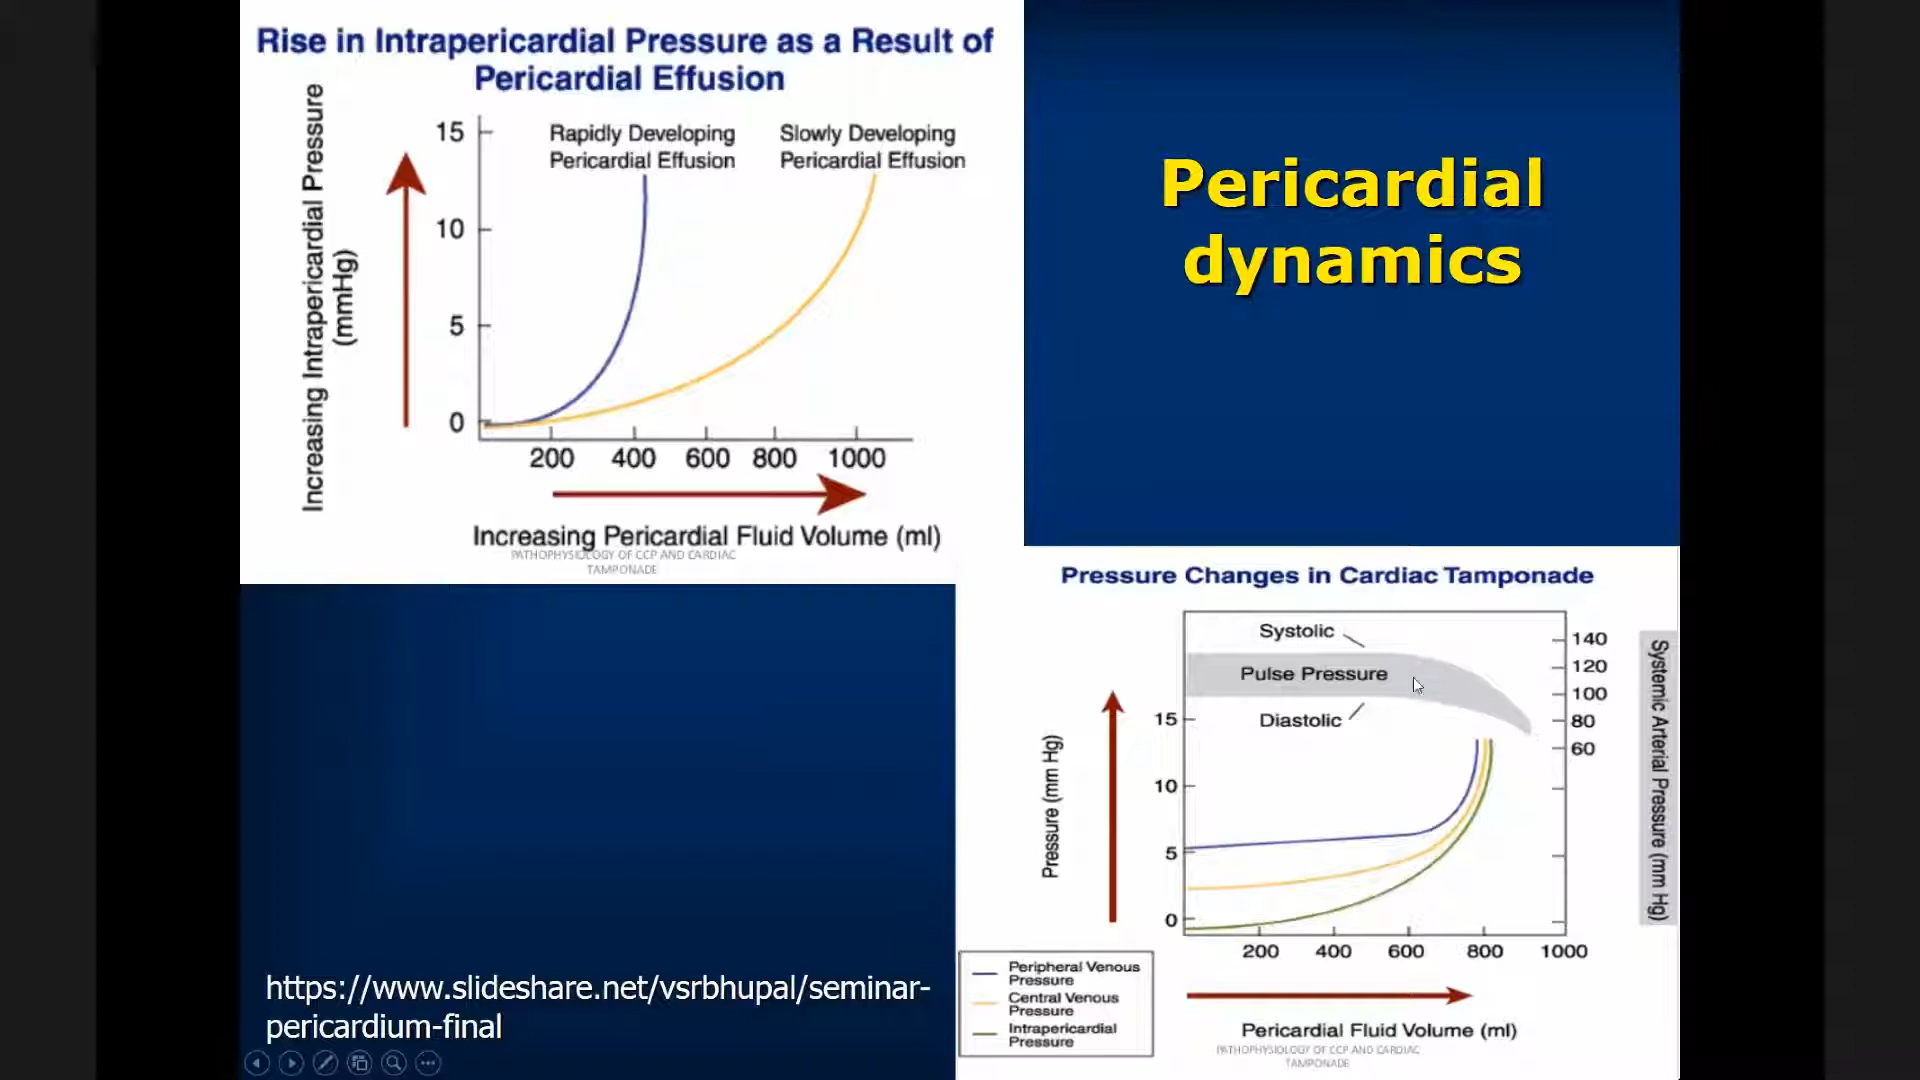 Rise in Intrapericardial Pressure as a Result of
Pericardial Effusion
Increasing Intrapericardial Pressure
(mmHg)
15
10
5
0
Rapidly Developing
Pericardial Effusion
Slowly Developing
Pericardial Effusion
200 400 600 800 1000
Increasing Pericardial Fluid Volume (ml)
PATHOPHYSIOLOGY OF CCP AND CARDIAC
TAMPONADE
Pericardial
dynamics
Pressure Changes in Cardiac Tamponade
Systolic
Pulse Pressure
Diastolic
Pressure (mm Hg)
15
10
5
0
140
120
100
80
60
Systemic Arterial Pressure (mm Hg)
200 400 600 800 1000
Peripheral Venous
Pressure
Central Venous
Pressure
Intrapericardial
Pressure
Pericardial Fluid Volume (ml)
PATHOPHYSIOLOGY OF CCP AND CARDIAC
TAMPONADE
https://www.slideshare.net/vsrbhupal/seminar-
pericardium-final